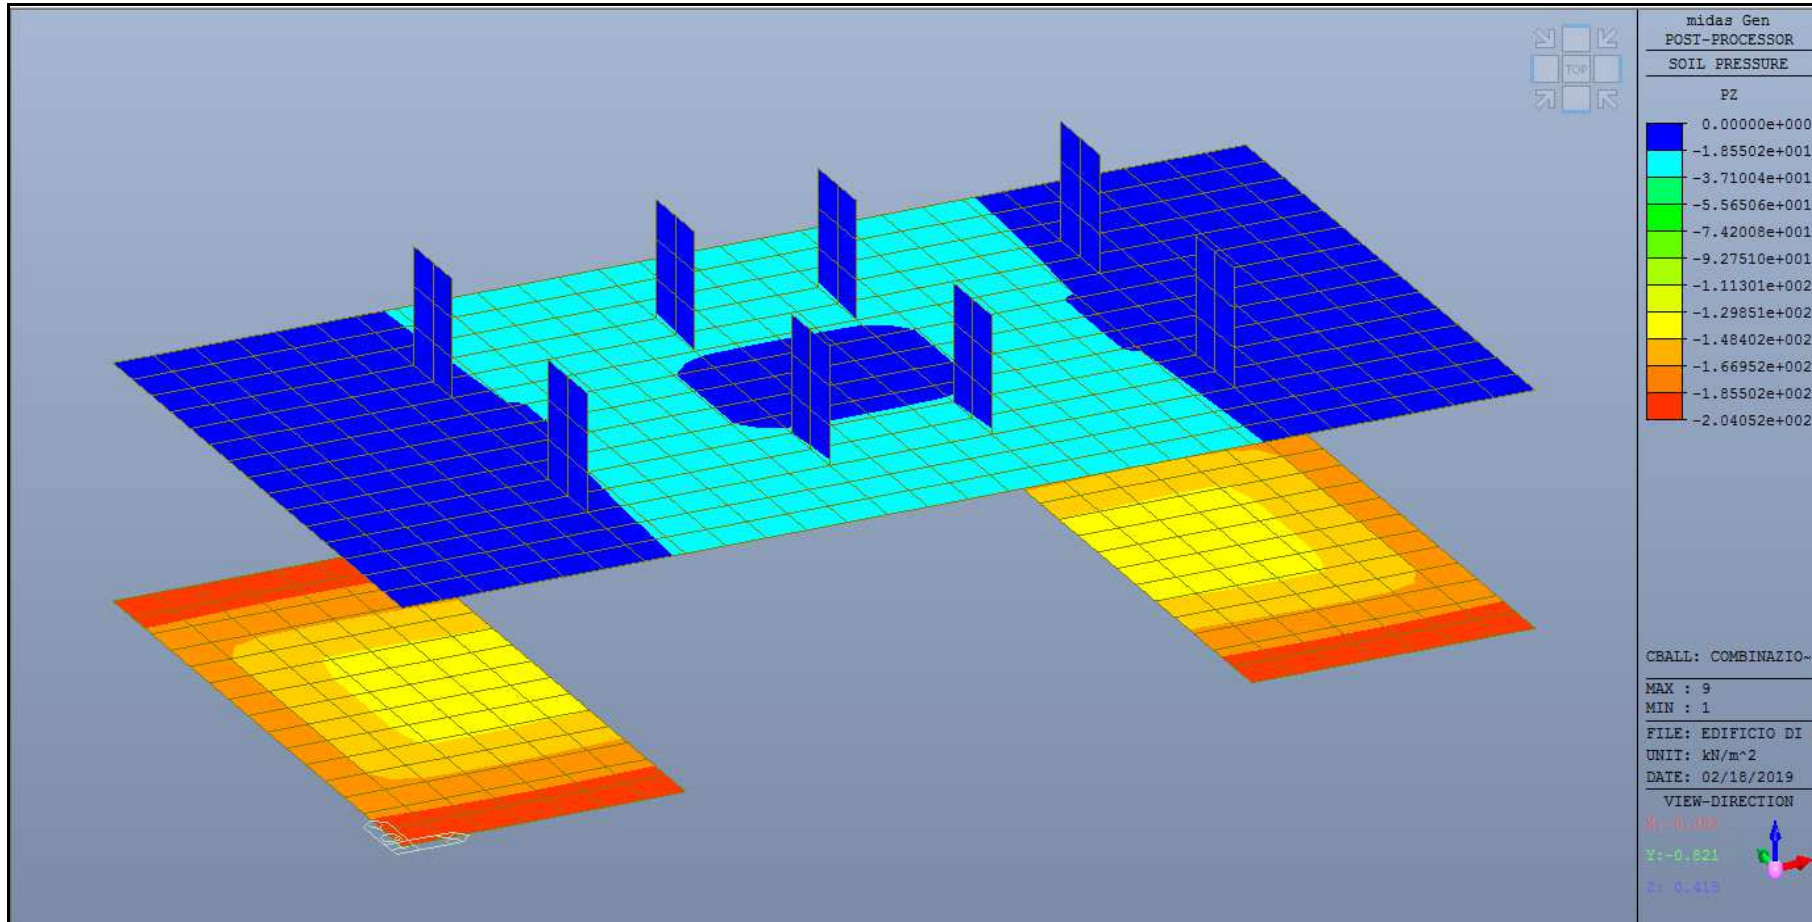 TOP
midas Gen
POST-PROCESSOR
SOIL PRESSURE
PZ
0.00000e+000
-1.85502e+001
-3.71004e+001
-5.56506e+001
-7.42008e+001
-9.27510e+001
-1.11301e+002
-1.29851e+002
-1.48402e+002
-1.66952e+002
-1.85502e+002
-2.04052e+002
CBALL: COMBINAZIO~
MAX : 9
MIN : 1
FILE: EDIFICIO DI
UNIT: kN/m^2
DATE: 02/18/2019
VIEW-DIRECTION
Y:-0.821
Z: 0.415